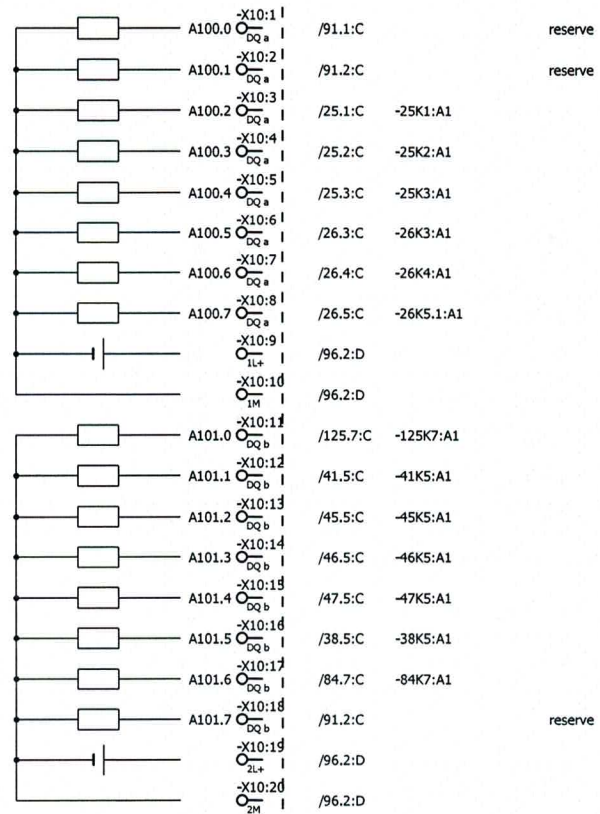 -X10:1
A100.0 DQ a /91.1:C reserve
-X10:2
A100.1 DQ a /91.2:C reserve
-X10:3
A100.2 DQ a /25.1:C -25K1:A1
-X10:4
A100.3 DQ a /25.2:C -25K2:A1
-X10:5
A100.4 DQ a /25.3:C -25K3:A1
-X10:6
A100.5 DQ a /26.3:C -26K3:A1
-X10:7
A100.6 DQ a /26.4:C -26K4:A1
-X10:8
A100.7 DQ a /26.5:C -26K5.1:A1
-X10:9
1L+ /96.2:D
-X10:10
1M /96.2:D
-X10:11
A101.0 DQ b /125.7:C -125K7:A1
-X10:12
A101.1 DQ b /41.5:C -41K5:A1
-X10:13
A101.2 DQ b /45.5:C -45K5:A1
-X10:14
A101.3 DQ b /46.5:C -46K5:A1
-X10:15
A101.4 DQ b /47.5:C -47K5:A1
-X10:16
A101.5 DQ b /38.5:C -38K5:A1
-X10:17
A101.6 DQ b /84.7:C -84K7:A1
-X10:18
A101.7 DQ b /91.2:C reserve
-X10:19
2L+ /96.2:D
-X10:20
2M /96.2:D